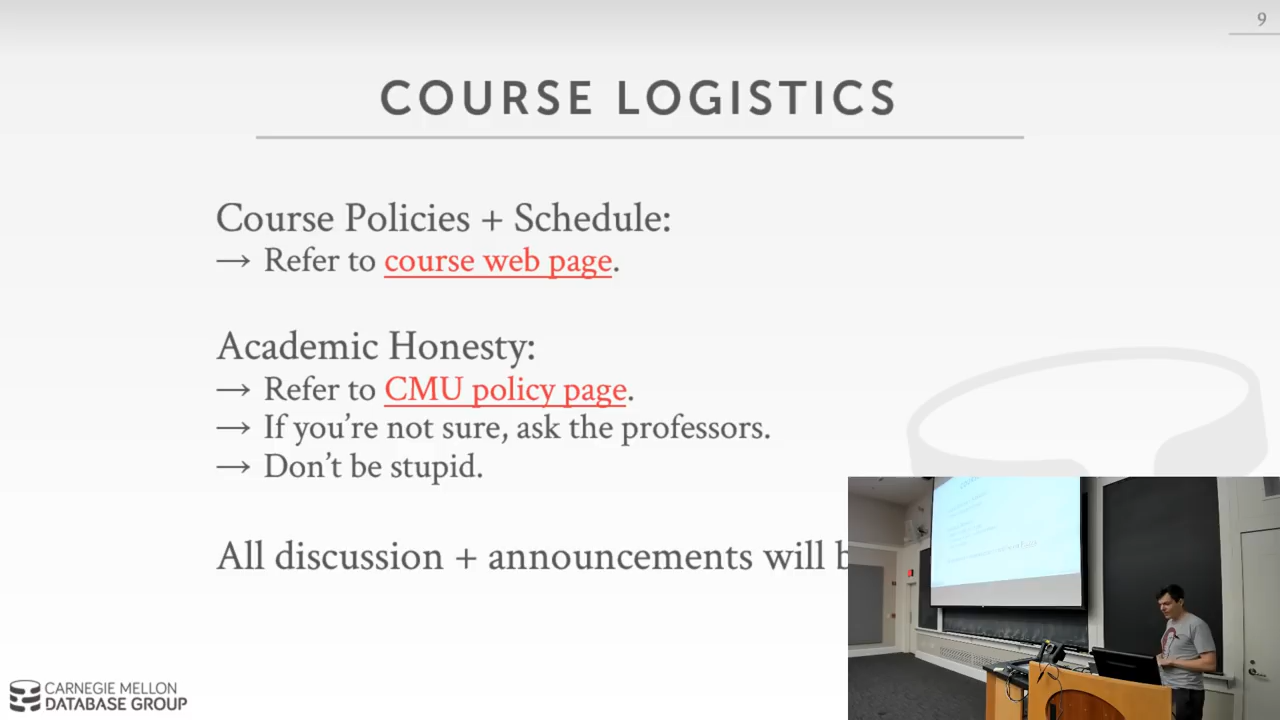 9
COURSE LOGISTICS
Course Policies + Schedule:
→ Refer to course web page.
Academic Honesty:
→ Refer to CMU policy page.
→ If you're not sure, ask the professors.
→ Don't be stupid.
All discussion + announcements will b
CARNEGIE MELLON
DATABASE GROUP